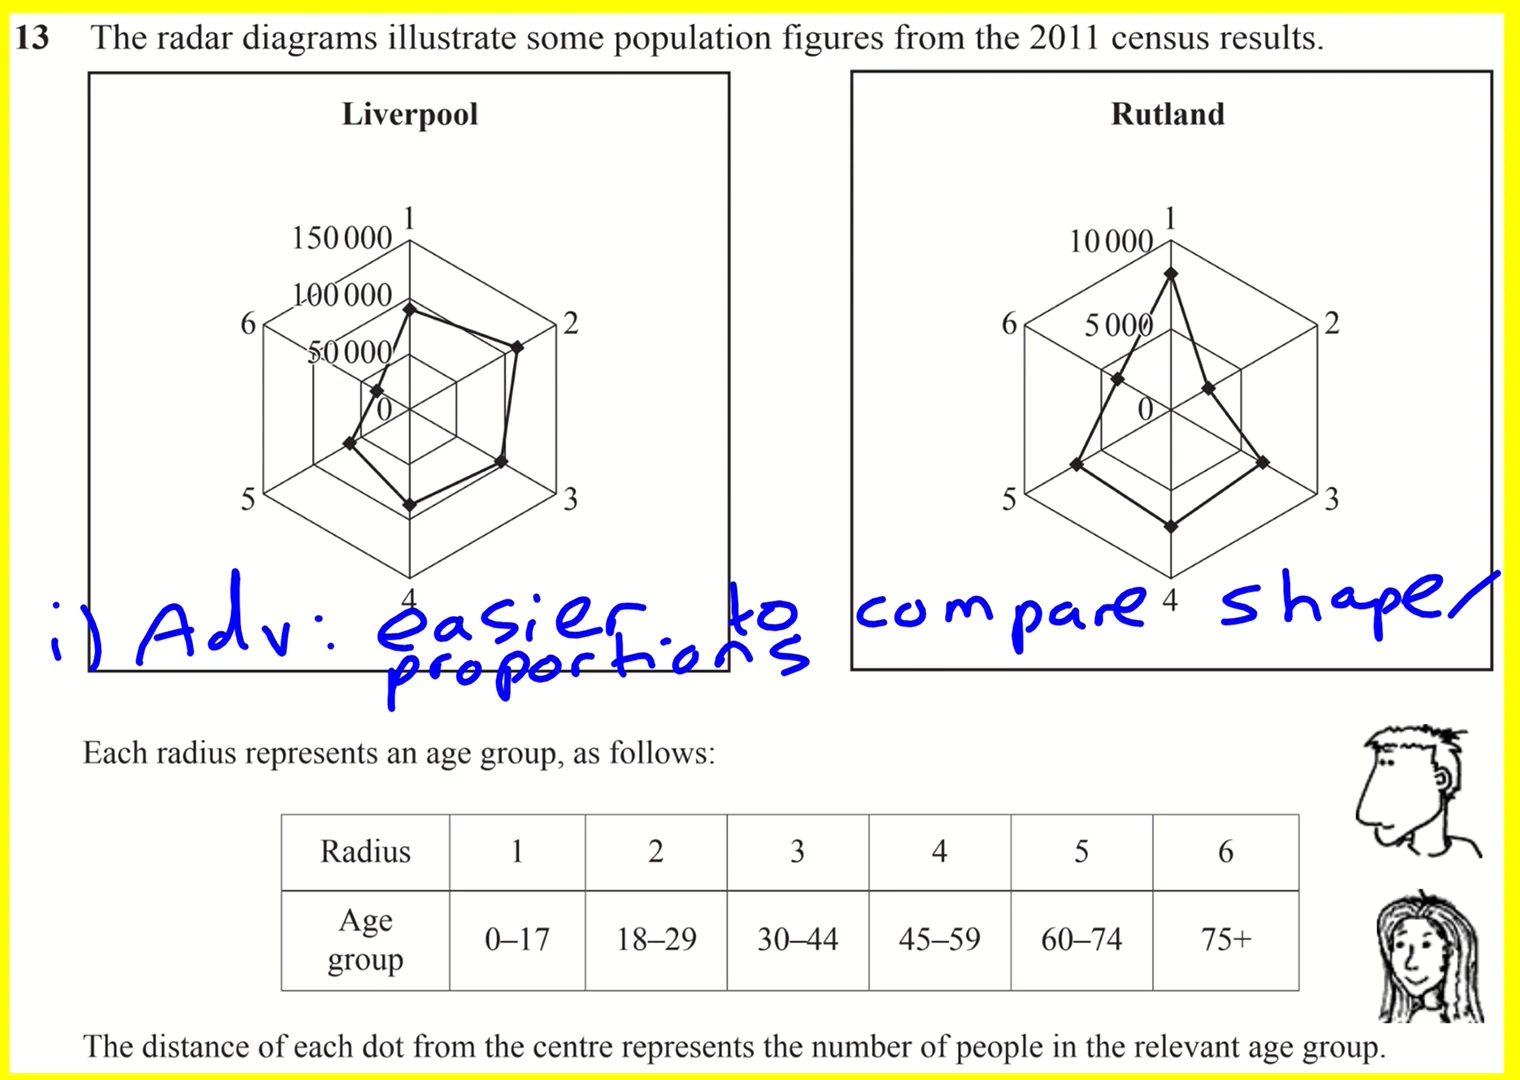 13 The radar diagrams illustrate some population figures from the 2011 census results.
Liverpool
1
150 000
100 000
50 000
0
2
3
4
5
6
Rutland
1
10 000
5 000
0
2
3
4
5
6
i) Adv: easier to compare shape/
proportions
Each radius represents an age group, as follows:
Radius 1 2 3 4 5 6
Age group 0–17 18–29 30–44 45–59 60–74 75+
The distance of each dot from the centre represents the number of people in the relevant age group.